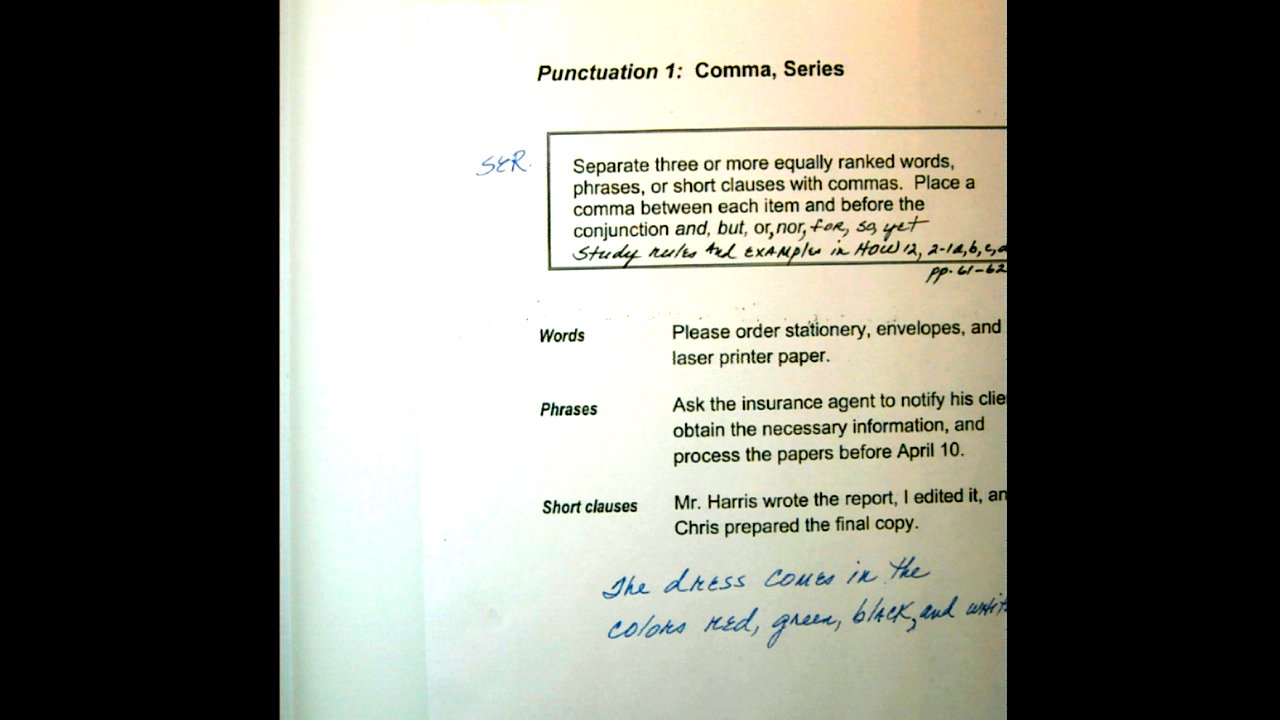 Punctuation 1: Comma, Series
SER.
Separate three or more equally ranked words,
phrases, or short clauses with commas. Place a
comma between each item and before the
conjunction and, but, or, nor, for, so, yet
Study rules And EXAMples in HOW 12, 2-1a, b, c, d
pp. 61-62
Words
Please order stationery, envelopes, and
laser printer paper.
Phrases
Ask the insurance agent to notify his clie
obtain the necessary information, and
process the papers before April 10.
Short clauses
Mr. Harris wrote the report, I edited it, an
Chris prepared the final copy.
The dress comes in the
colors red, green, black, and white